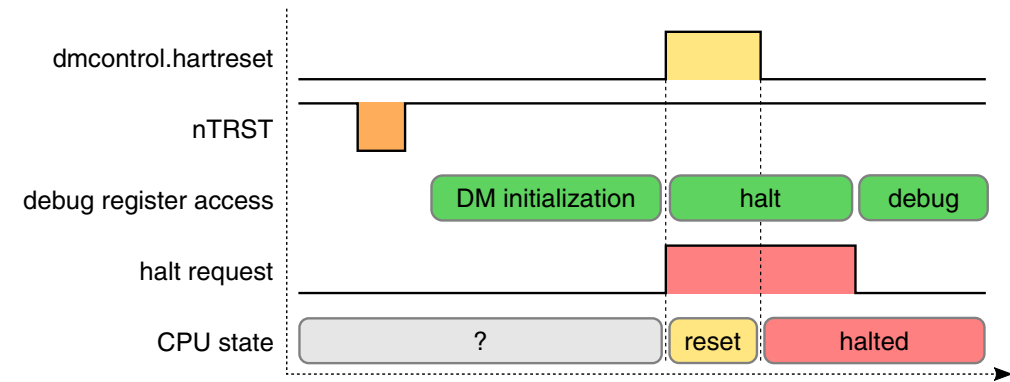 dmcontrol.hartreset
nTRST
debug register access
DM initialization
halt
debug
halt request
CPU state
?
reset
halted